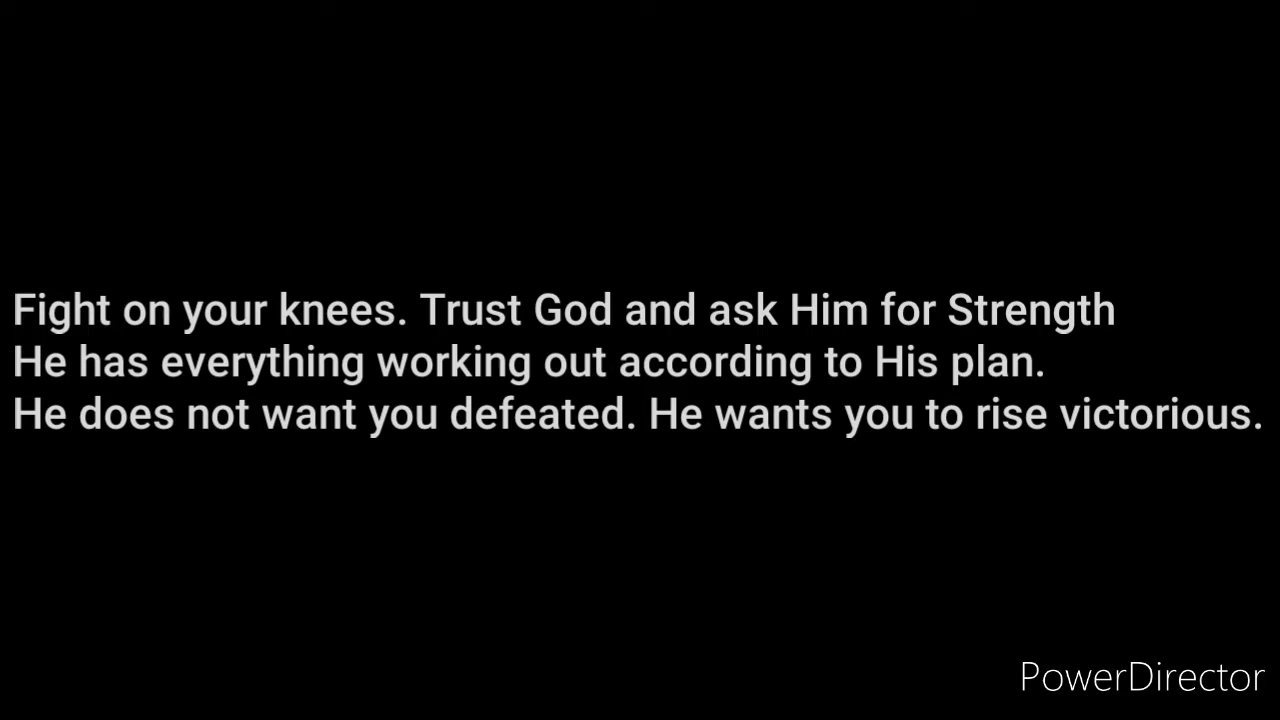 Fight on your knees. Trust God and ask Him for Strength
He has everything working out according to His plan.
He does not want you defeated. He wants you to rise victorious.
PowerDirector